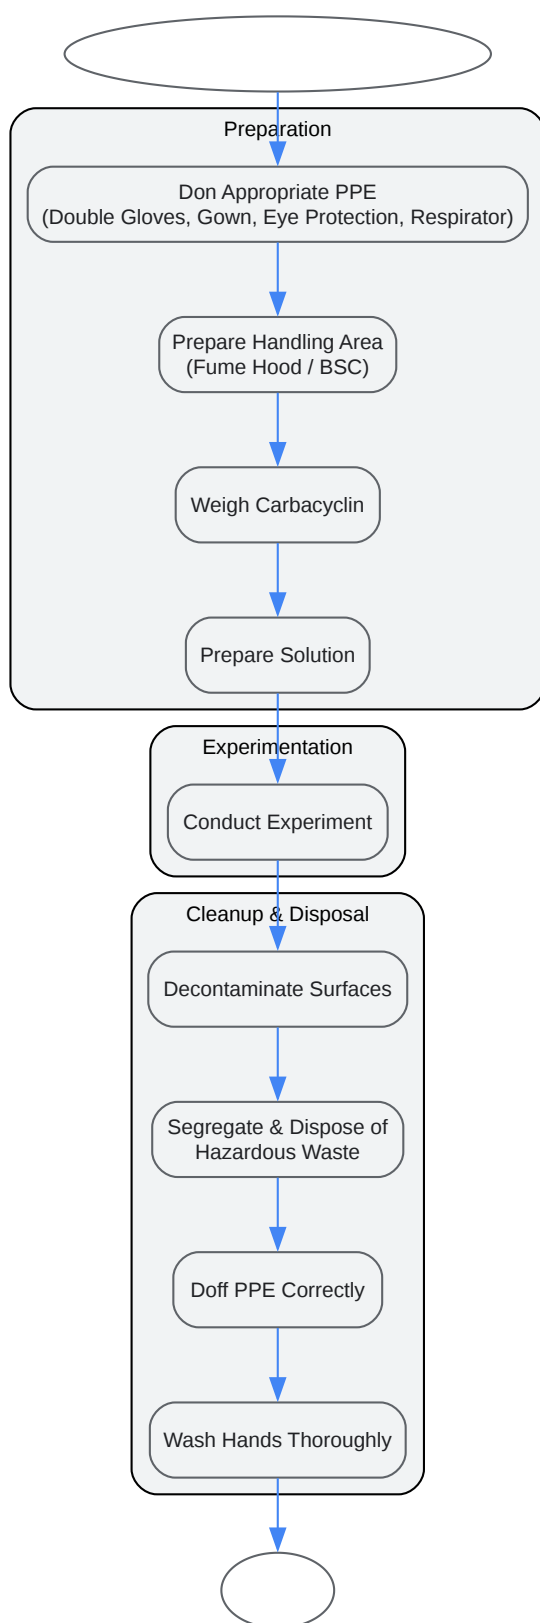 Preparation
Don Appropriate PPE
(Double Gloves, Gown, Eye Protection, Respirator)
Prepare Handling Area
(Fume Hood / BSC)
Weigh Carbacyclin
Prepare Solution
Experimentation
Conduct Experiment
Cleanup & Disposal
Decontaminate Surfaces
Segregate & Dispose of
Hazardous Waste
Doff PPE Correctly
Wash Hands Thoroughly